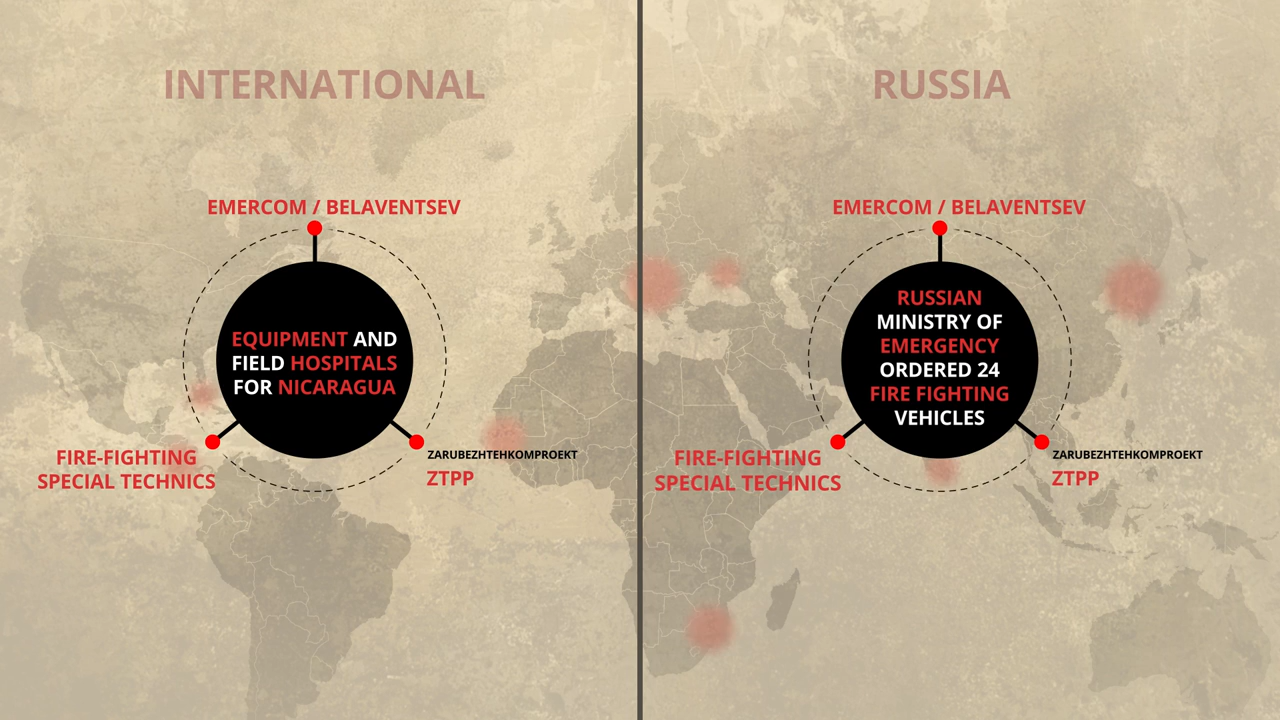 INTERNATIONAL
EMERCOM / BELAVENTSEV
EQUIPMENT AND
FIELD HOSPITALS
FOR NICARAGUA
FIRE-FIGHTING
SPECIAL TECHNICS
ZARUBEZHTEHKOMPROEKT
ZTPP
RUSSIA
EMERCOM / BELAVENTSEV
RUSSIAN
MINISTRY OF
EMERGENCY
ORDERED 24
FIRE FIGHTING
VEHICLES
FIRE-FIGHTING
SPECIAL TECHNICS
ZARUBEZHTEHKOMPROEKT
ZTPP